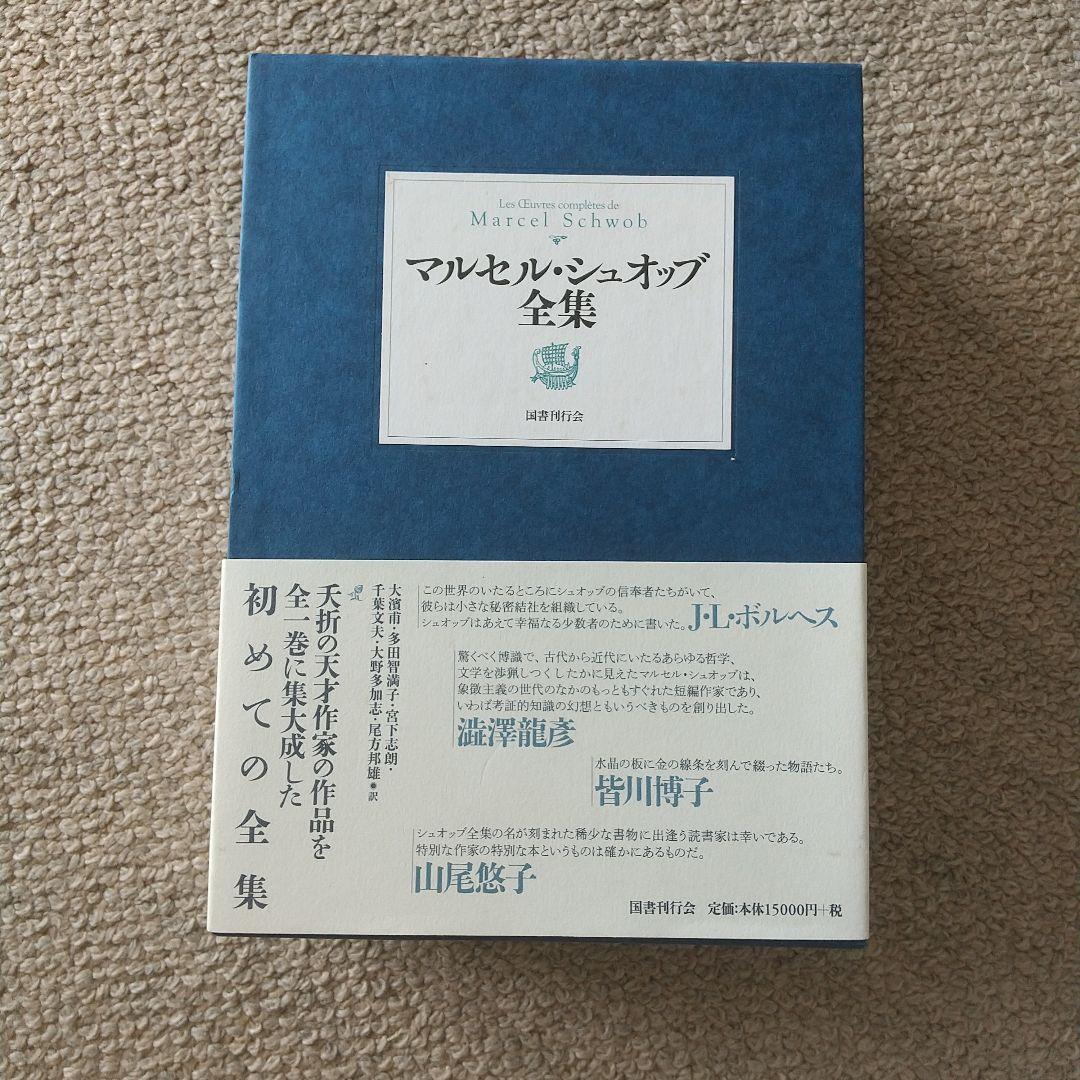 Les Œuvres complètes de
Marcel Schwob
マルセル・シュオッブ
全集
国書刊行会
この世界のいたるところにシュオッブの信奉者たちがいて、
彼らは小さな秘密結社を組織している。
シュオッブはあえて幸福なる少数者のために書いた。
J・L・ボルヘス
驚くべく博識で、古代から近代にいたるあらゆる哲学、
文学を渉猟しつくしたかに見えたマルセル・シュオッブは、
象徴主義の世代のなかのもっともすぐれた短編作家であり、
いわば考証的知識の幻想ともいうべきものを創り出した。
澁澤龍彥
水晶の板に金の線条を刻んで綴った物語たち。
皆川博子
シュオッブ全集の名が刻まれた稀少な書物に出逢う読書家は幸いである。
特別な作家の特別な本というものは確かにあるものだ。
山尾悠子
大濱甫・多田智満子・宮下志朗・
千葉文夫・大野多加志・尾方邦雄●訳
夭折の天才作家の作品を
全一巻に集大成した
初めての全集
国書刊行会 定価:本体15000円+税